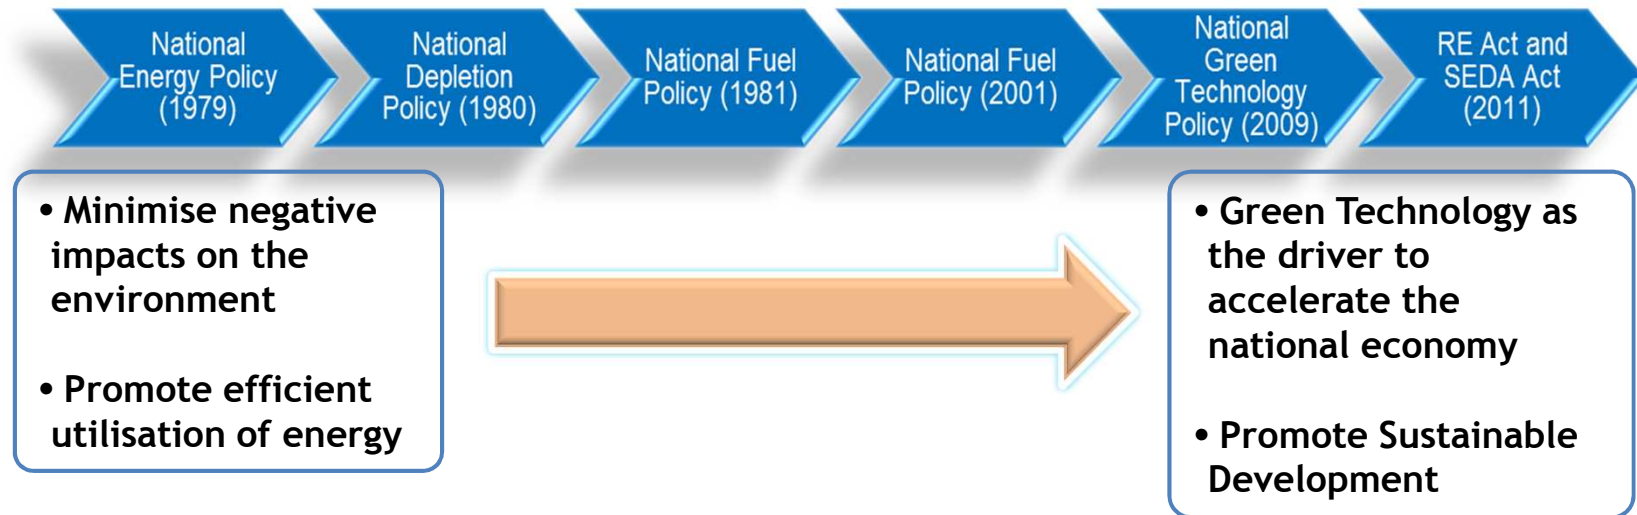 National
Energy Policy
(1979)
National
Depletion
Policy (1980)
National Fuel
Policy (1981)
National Fuel
Policy (2001)
National
Green
Technology
Policy (2009)
RE Act and
SEDA Act
(2011)
• Minimise negative
impacts on the
environment
• Promote efficient
utilisation of energy
• Green Technology as
the driver to
accelerate the
national economy
• Promote Sustainable
Development